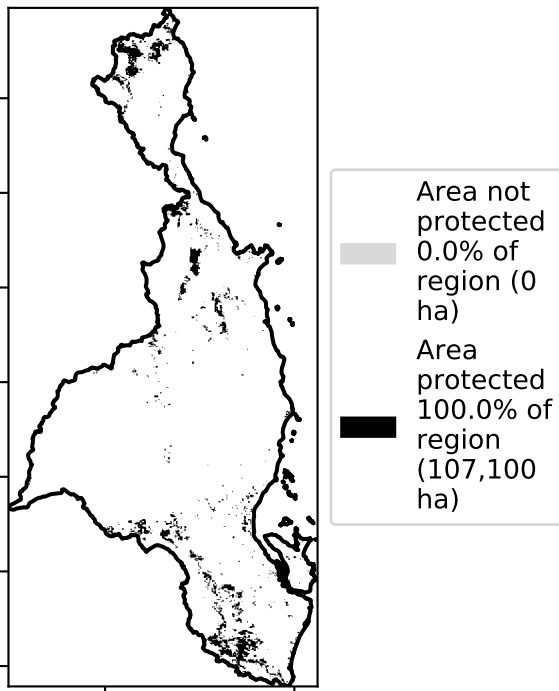 Area not
protected
0.0% of
region (0
ha)
Area
protected
100.0% of
region
(107,100
ha)